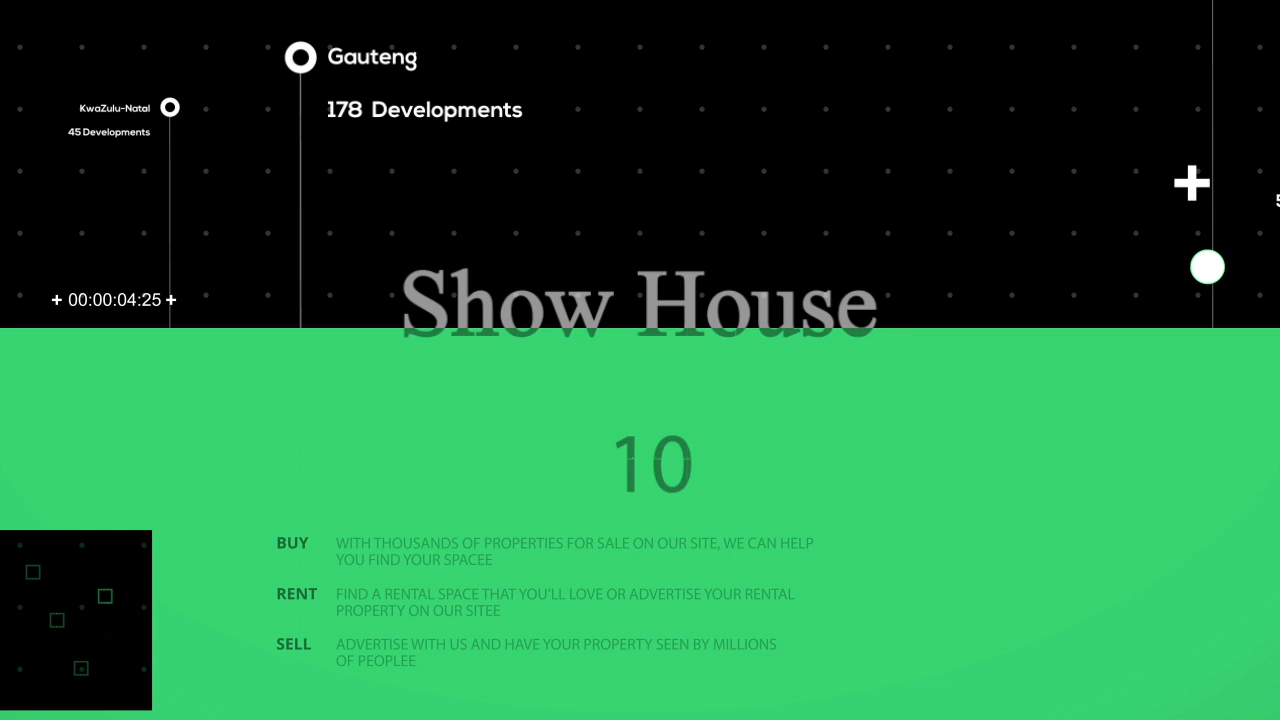 Gauteng
178 Developments
KwaZulu-Natal
45 Developments
+ 00:00:04:25 +
Show House
10
BUY WITH THOUSANDS OF PROPERTIES FOR SALE ON OUR SITE, WE CAN HELP
YOU FIND YOUR SPACEE
RENT FIND A RENTAL SPACE THAT YOU'LL LOVE OR ADVERTISE YOUR RENTAL
PROPERTY ON OUR SITEE
SELL ADVERTISE WITH US AND HAVE YOUR PROPERTY SEEN BY MILLIONS
OF PEOPLEE